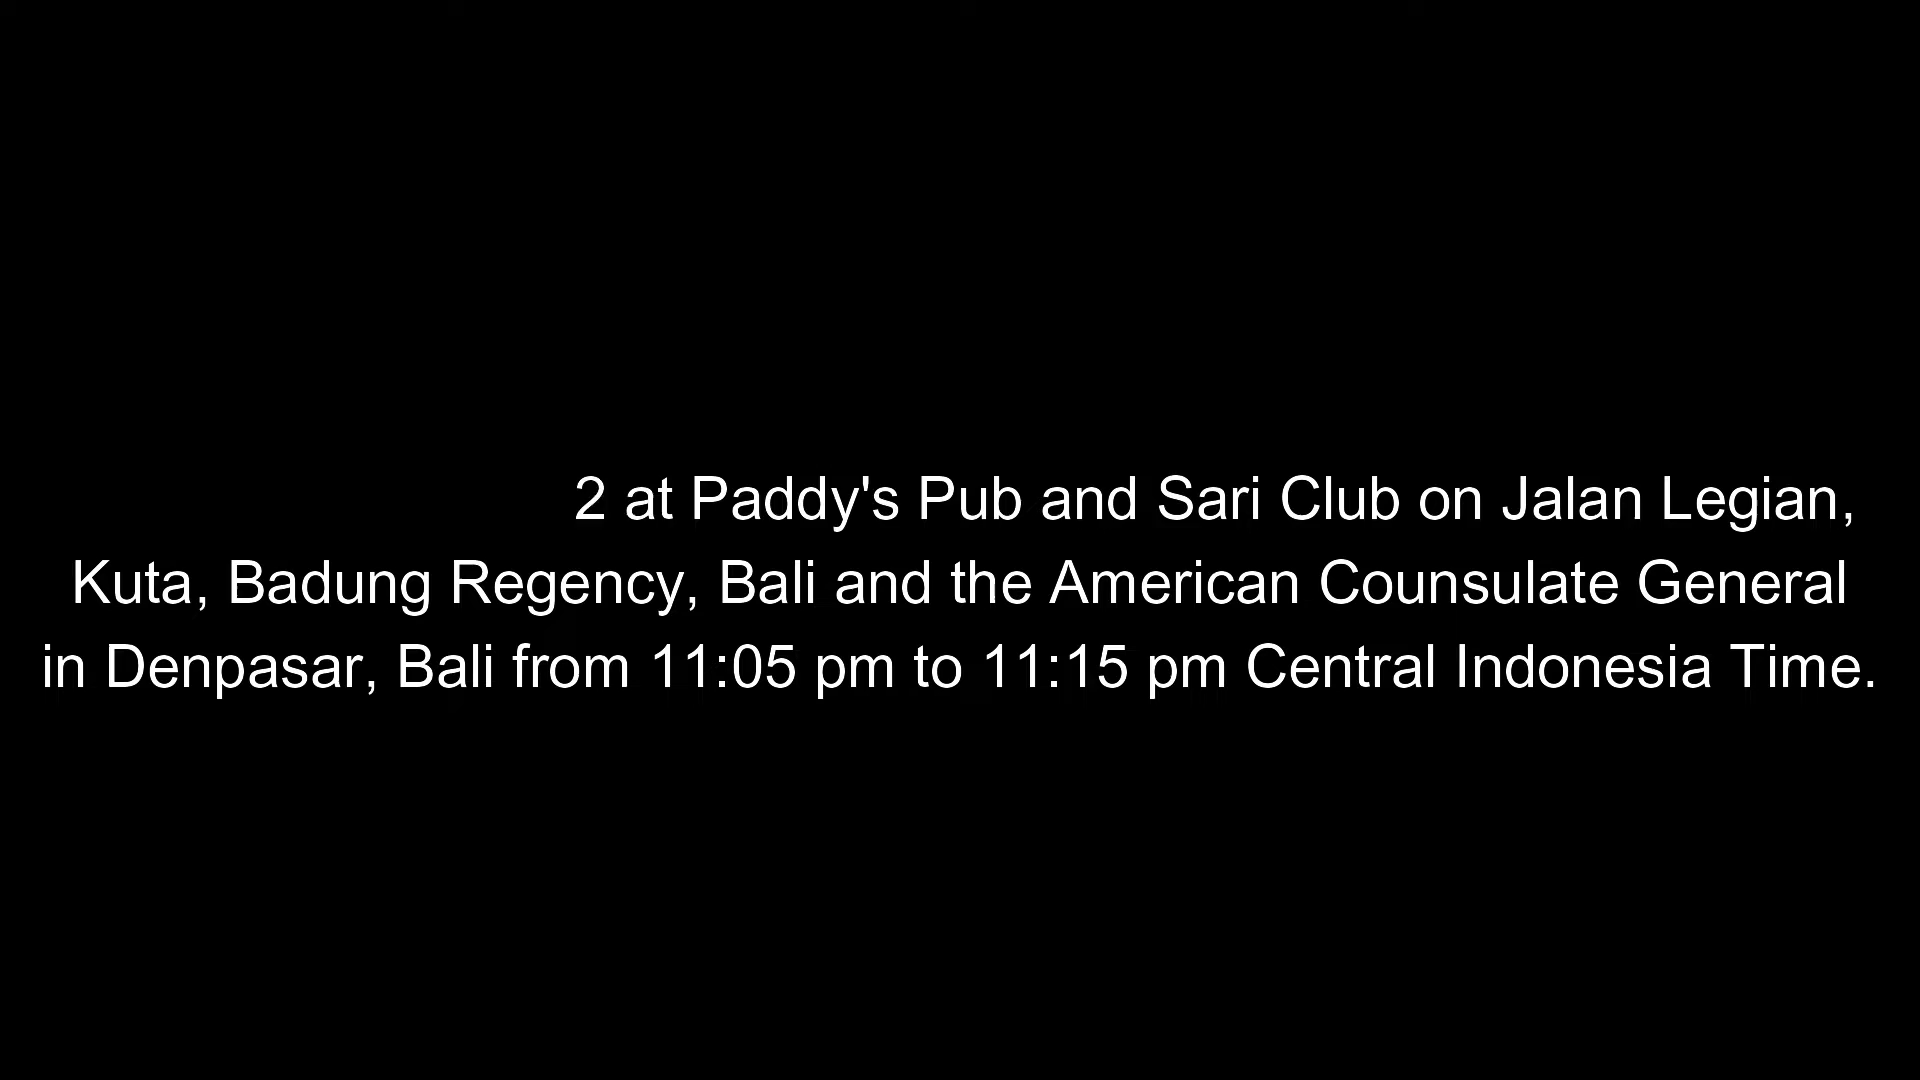 2 at Paddy's Pub and Sari Club on Jalan Legian,
Kuta, Badung Regency, Bali and the American Counsulate General
in Denpasar, Bali from 11:05 pm to 11:15 pm Central Indonesia Time.